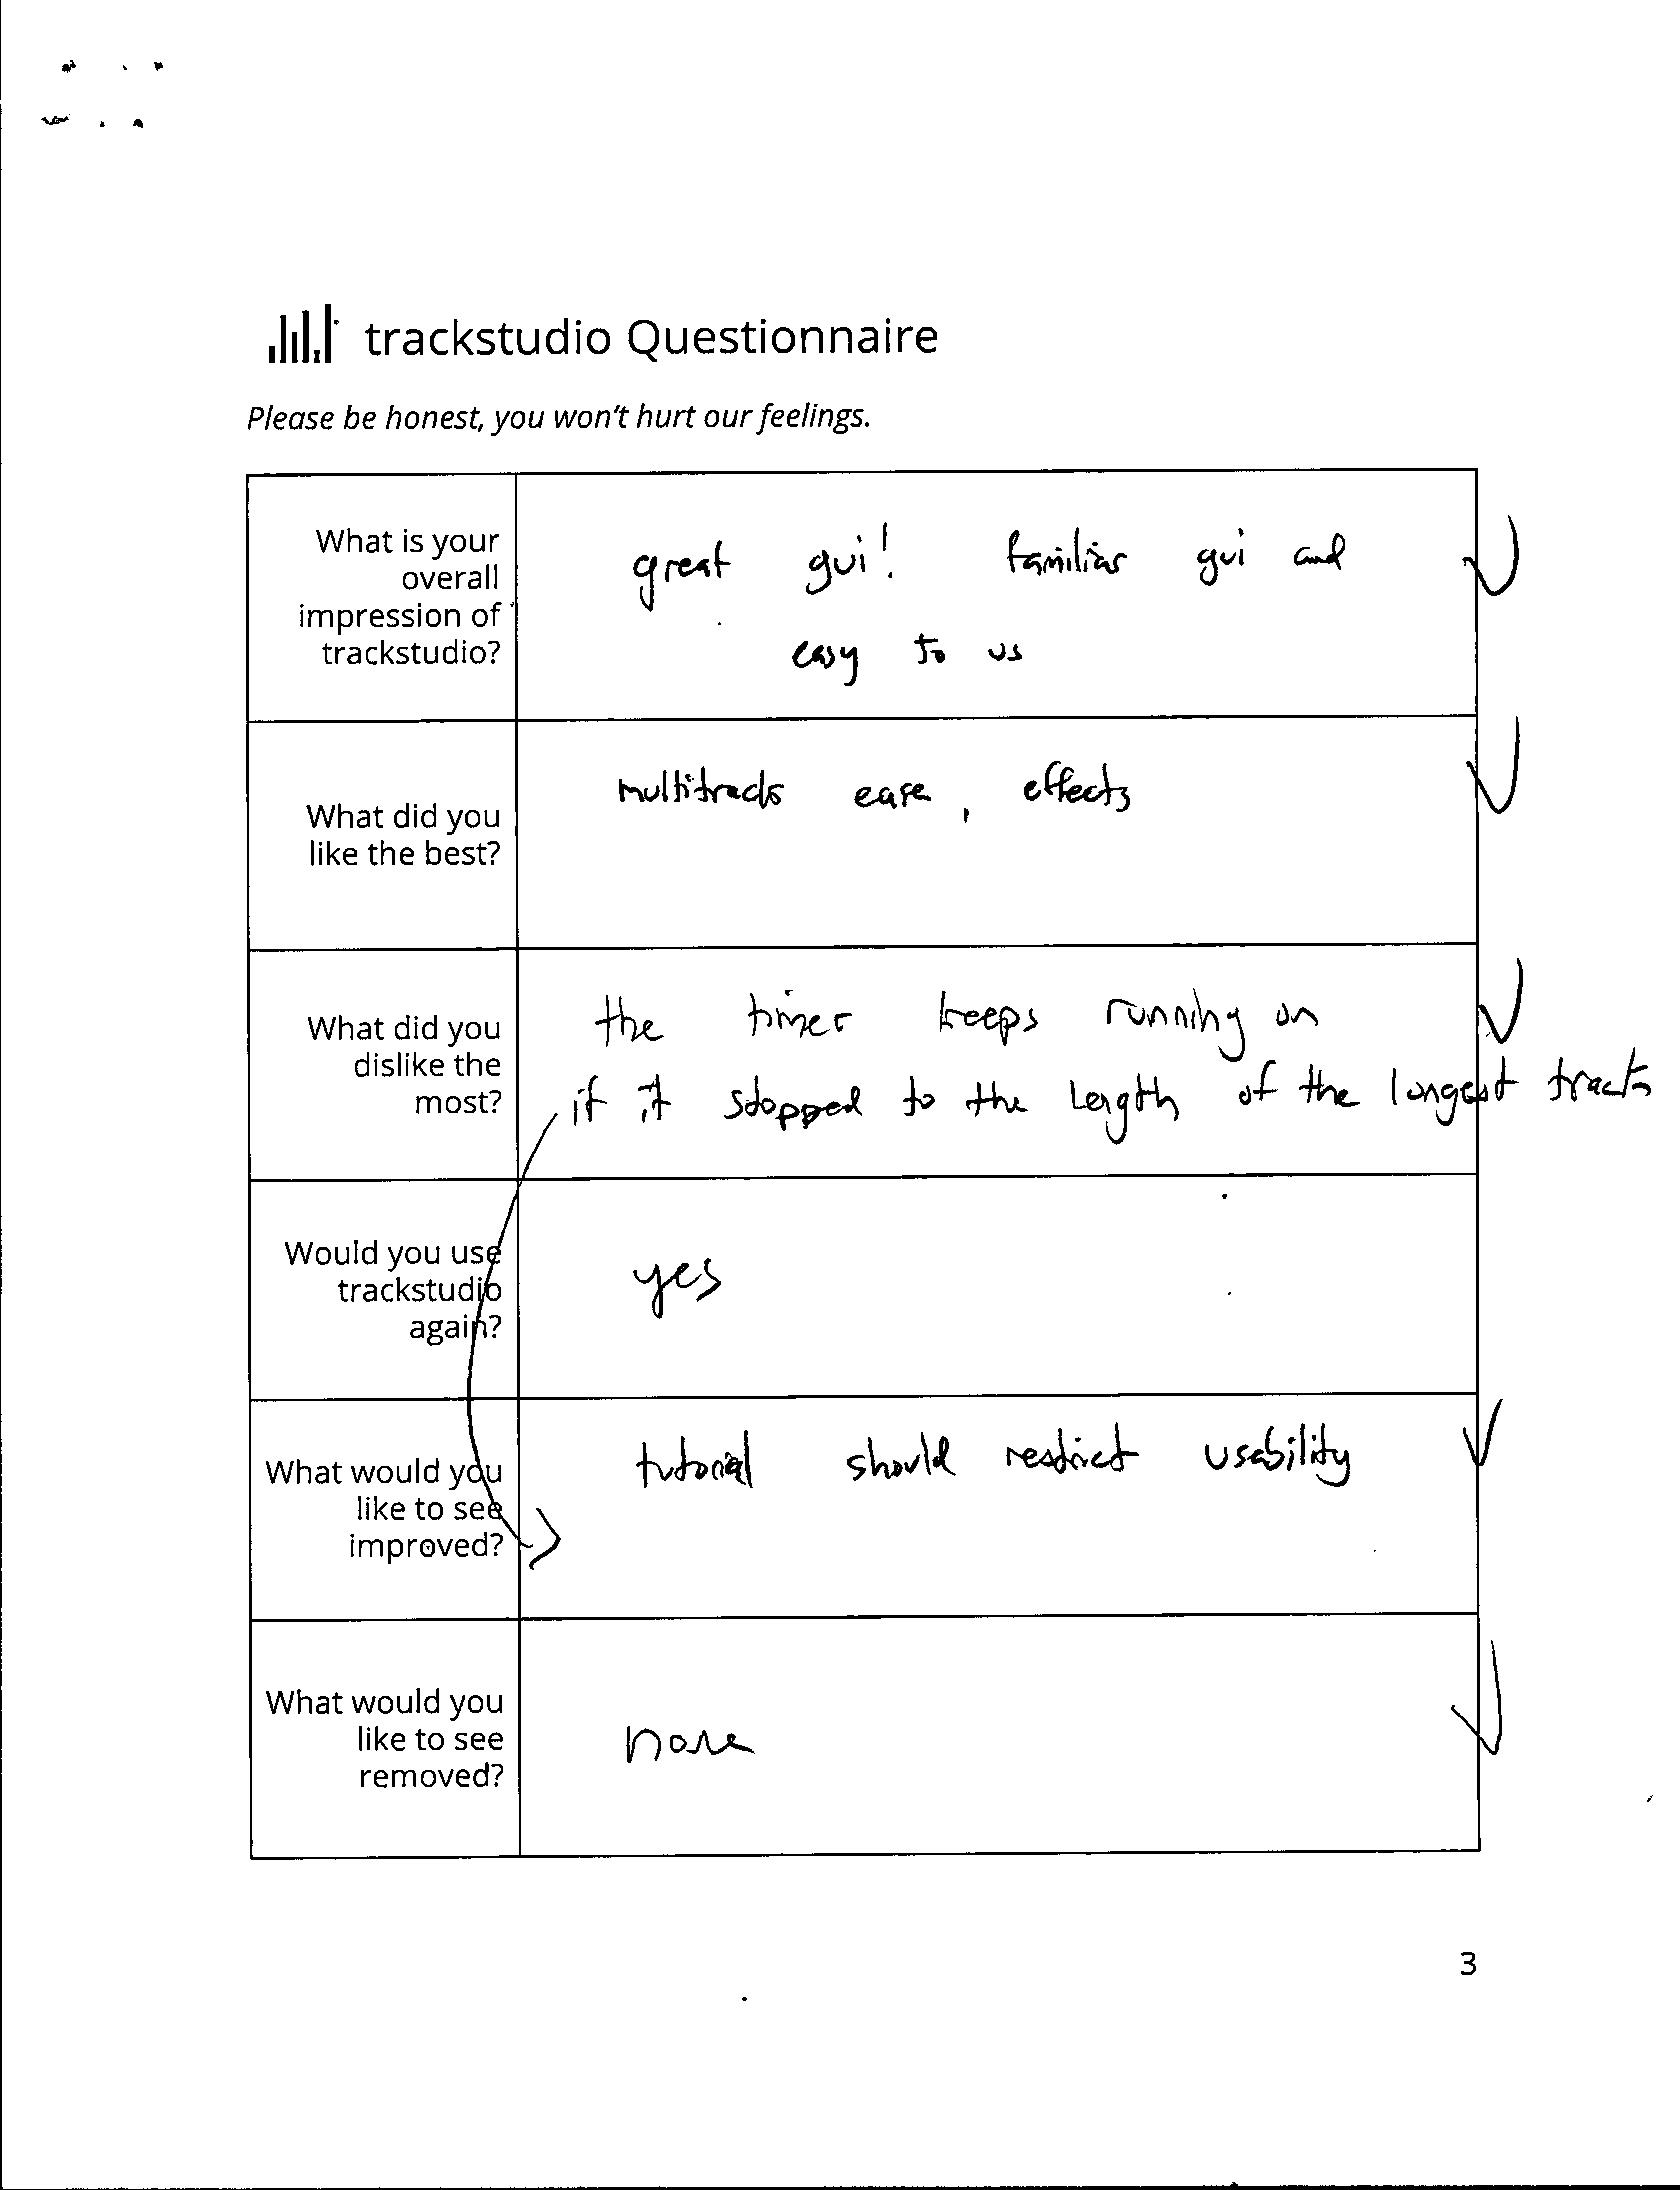 trackstudio Questionnaire
Please be honest, you won't hurt our feelings.
What is your
overall
impression of
trackstudio?
great gui! familiar gui and
easy to us
What did you
like the best?
multitracks ease, effects
What did you
dislike the
most?
the timer keeps running on
if it stopped to the length of the longest track
Would you use
trackstudio
again?
yes
What would you
like to see
improved?
tutorial should restrict usability
What would you
like to see
removed?
none
3